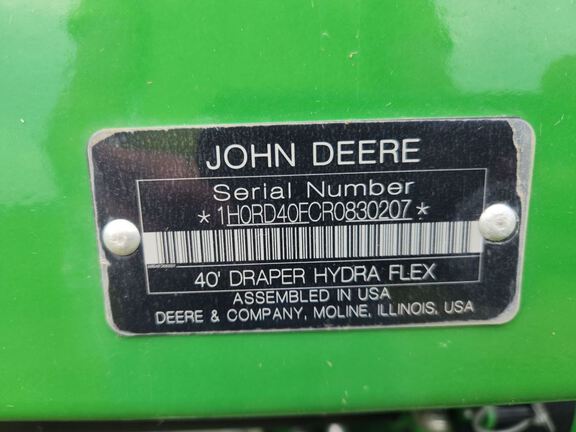 JOHN DEERE
Serial Number
*1H0RD40FCR0830207*
40' DRAPER HYDRA FLEX
ASSEMBLED IN USA
DEERE & COMPANY, MOLINE, ILLINOIS, USA